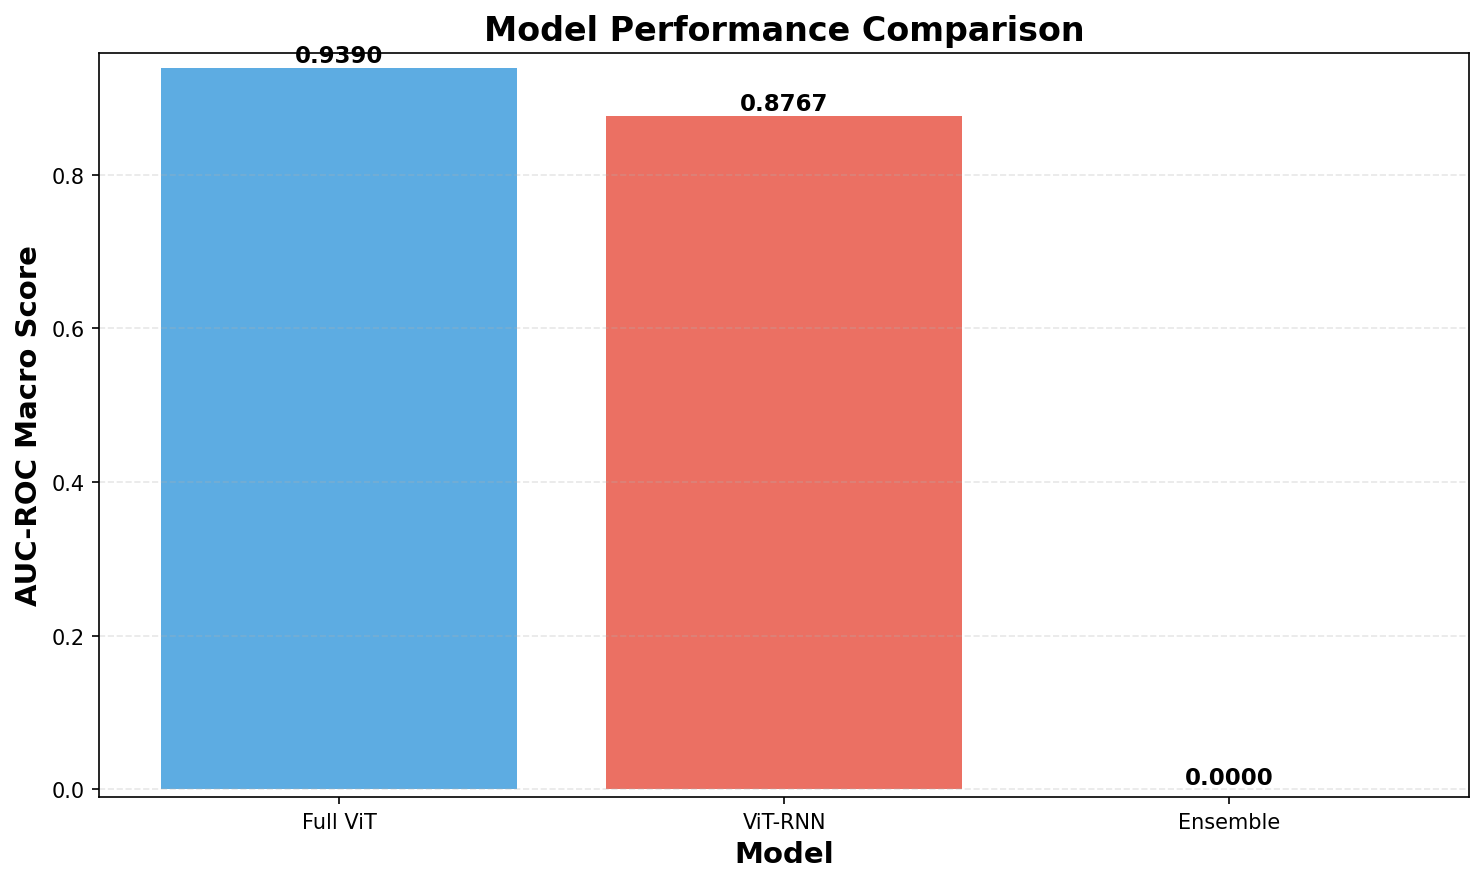 Model Performance Comparison
0.9390
0.8767
0.8
0.6
0.4
0.2
0.0
0.0000
AUC-ROC Macro Score
Full ViT
ViT-RNN
Ensemble
Model